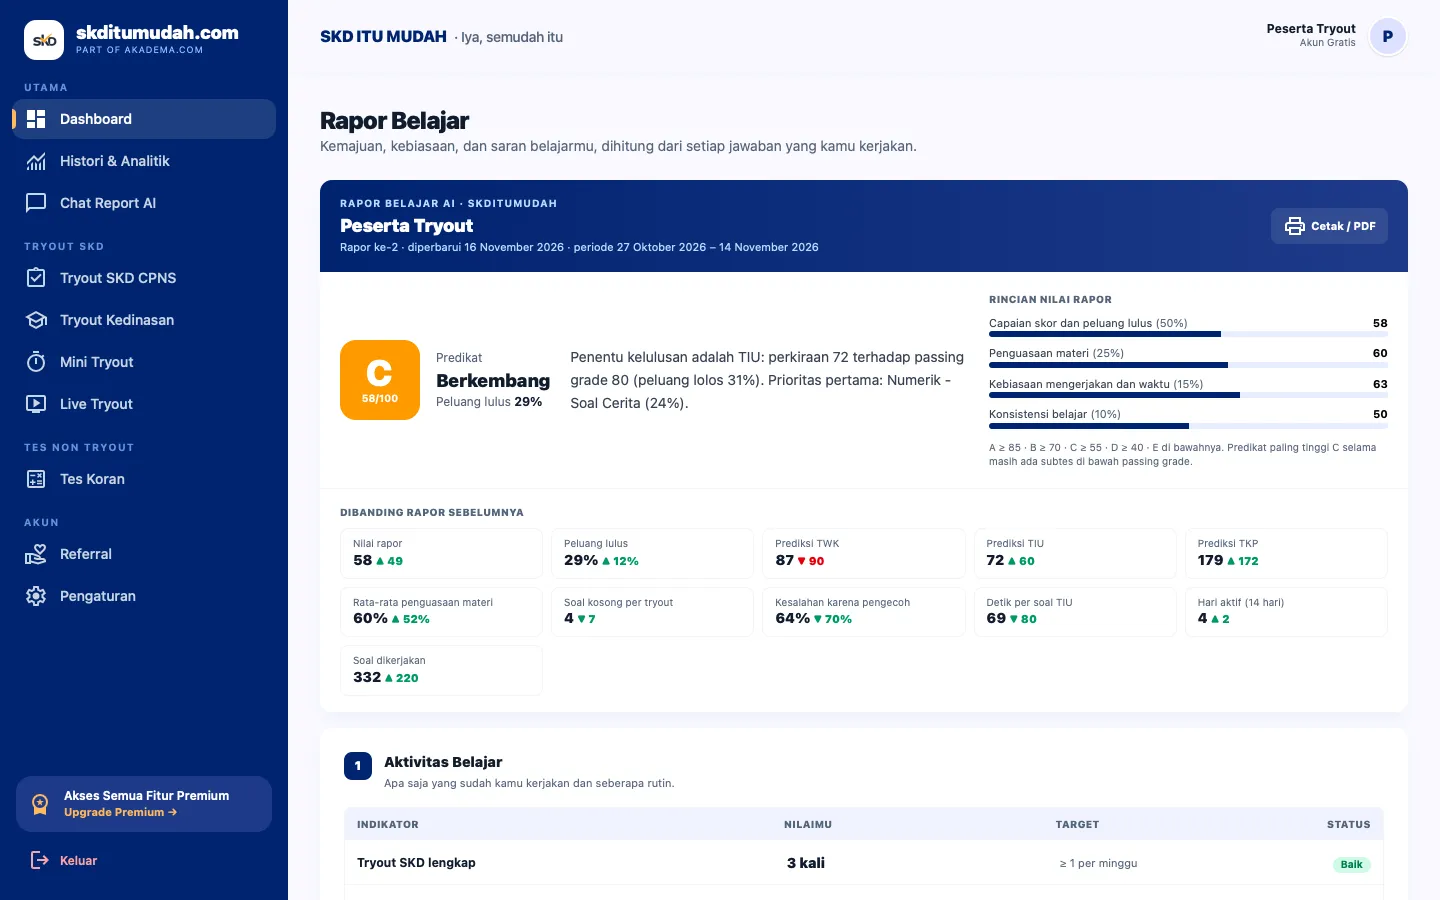 SKD
skditumudah.com
PART OF AKADEMA.COM
UTAMA
Dashboard
Histori & Analitik
Chat Report AI
TRYOUT SKD
Tryout SKD CPNS
Tryout Kedinasan
Mini Tryout
Live Tryout
TES NON TRYOUT
Tes Koran
AKUN
Referral
Pengaturan
Akses Semua Fitur Premium
Upgrade Premium →
Keluar
SKD ITU MUDAH · Iya, semudah itu
Peserta Tryout
Akun Gratis
P
Rapor Belajar
Kemajuan, kebiasaan, dan saran belajarmu, dihitung dari setiap jawaban yang kamu kerjakan.
RAPOR BELAJAR AI · SKDITUMUDAH
Peserta Tryout
Rapor ke-2 · diperbarui 16 November 2026 · periode 27 Oktober 2026 – 14 November 2026
Cetak / PDF
C
58/100
Predikat
Berkembang
Peluang lulus 29%
Penentu kelulusan adalah TIU: perkiraan 72 terhadap passing
grade 80 (peluang lolos 31%). Prioritas pertama: Numerik -
Soal Cerita (24%).
RINCIAN NILAI RAPOR
Capaian skor dan peluang lulus (50%) 58
Penguasaan materi (25%) 60
Kebiasaan mengerjakan dan waktu (15%) 63
Konsistensi belajar (10%) 50
A ≥ 85 · B ≥ 70 · C ≥ 55 · D ≥ 40 · E di bawahnya. Predikat paling tinggi C selama
masih ada subtes di bawah passing grade.
DIBANDING RAPOR SEBELUMNYA
Nilai rapor
58 ▲ 49
Peluang lulus
29% ▲ 12%
Prediksi TWK
87 ▼ 90
Prediksi TIU
72 ▲ 60
Prediksi TKP
179 ▲ 172
Rata-rata penguasaan materi
60% ▲ 52%
Soal kosong per tryout
4 ▼ 7
Kesalahan karena pengecoh
64% ▼ 70%
Detik per soal TIU
69 ▼ 80
Hari aktif (14 hari)
4 ▲ 2
Soal dikerjakan
332 ▲ 220
1
Aktivitas Belajar
Apa saja yang sudah kamu kerjakan dan seberapa rutin.
INDIKATOR NILAIMU TARGET STATUS
Tryout SKD lengkap 3 kali ≥ 1 per minggu Baik